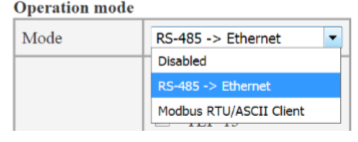 Operation mode
Mode
RS-485 -> Ethernet
Disabled
RS-485 -> Ethernet
Modbus RTU/ASCII Client